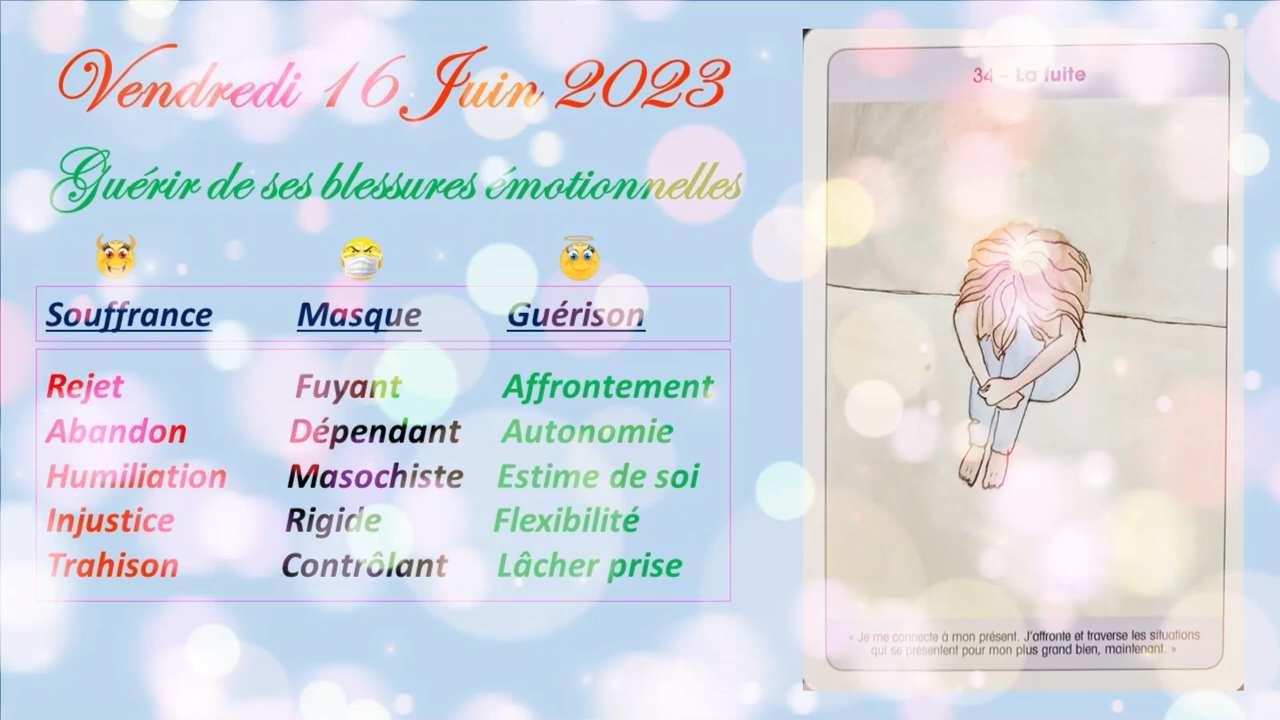 Vendredi 16 Juin 2023
Guérir de ses blessures émotionnelles
Souffrance Masque Guérison
Rejet Fuyant Affrontement
Abandon Dépendant Autonomie
Humiliation Masochiste Estime de soi
Injustice Rigide Flexibilité
Trahison Contrôlant Lâcher prise
34 - La fuite
« Je me connecte à mon présent. J'affronte et traverse les situations
qui se présentent pour mon plus grand bien, maintenant. »